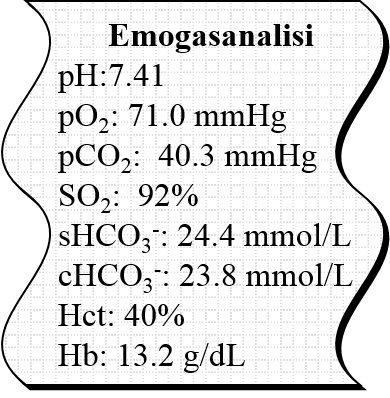 Emogasanalisi
pH:7.41
pO₂: 71.0 mmHg
pCO₂:  40.3 mmHg
SO₂:  92%
sHCO₃⁻: 24.4 mmol/L
cHCO₃⁻: 23.8 mmol/L
Hct: 40%
Hb: 13.2 g/dL